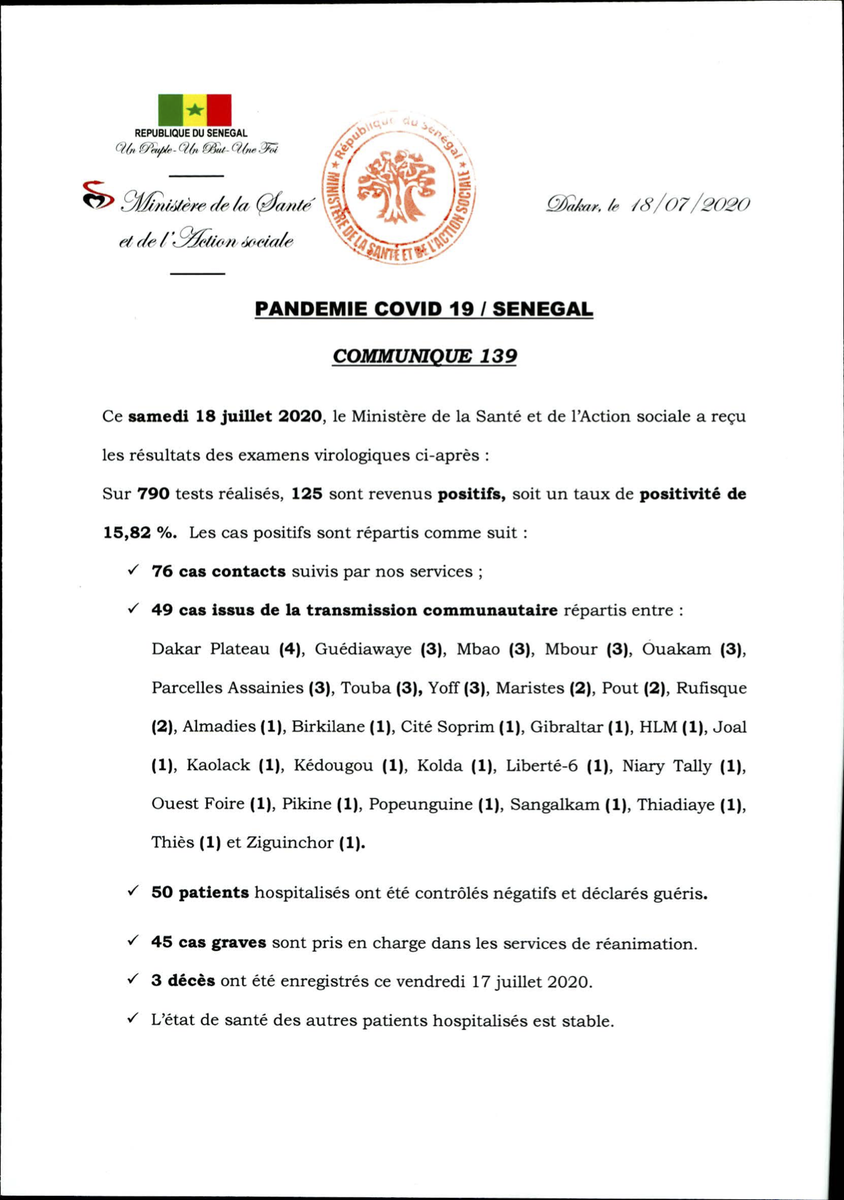 REPUBLIQUE DU SENEGAL
Un Peuple - Un But - Une Foi
Ministère de la Santé
et de l'Action sociale
★ République du Sénégal ★
MINISTÈRE DE LA SANTÉ ET DE L'ACTION SOCIALE
Dakar, le 18/07/2020
PANDEMIE COVID 19 / SENEGAL
COMMUNIQUE 139
Ce samedi 18 juillet 2020, le Ministère de la Santé et de l'Action sociale a reçu
les résultats des examens virologiques ci-après :
Sur 790 tests réalisés, 125 sont revenus positifs, soit un taux de positivité de
15,82 %. Les cas positifs sont répartis comme suit :
✓ 76 cas contacts suivis par nos services ;
✓ 49 cas issus de la transmission communautaire répartis entre :
Dakar Plateau (4), Guédiawaye (3), Mbao (3), Mbour (3), Ouakam (3),
Parcelles Assainies (3), Touba (3), Yoff (3), Maristes (2), Pout (2), Rufisque
(2), Almadies (1), Birkilane (1), Cité Soprim (1), Gibraltar (1), HLM (1), Joal
(1), Kaolack (1), Kédougou (1), Kolda (1), Liberté-6 (1), Niary Tally (1),
Ouest Foire (1), Pikine (1), Popeunguine (1), Sangalkam (1), Thiadiaye (1),
Thiès (1) et Ziguinchor (1).
✓ 50 patients hospitalisés ont été contrôlés négatifs et déclarés guéris.
✓ 45 cas graves sont pris en charge dans les services de réanimation.
✓ 3 décès ont été enregistrés ce vendredi 17 juillet 2020.
✓ L'état de santé des autres patients hospitalisés est stable.